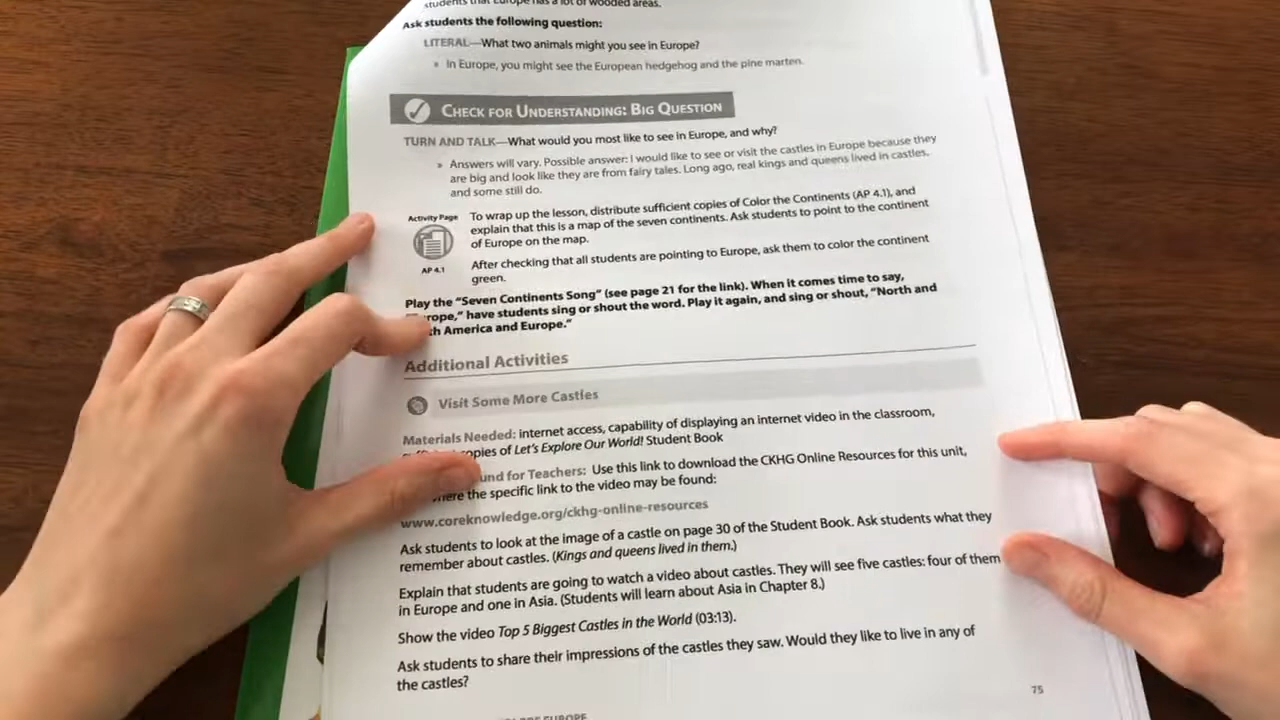 students that Europe has a lot of wooded areas.
Ask students the following question:
LITERAL—What two animals might you see in Europe?
» In Europe, you might see the European hedgehog and the pine marten.
CHECK FOR UNDERSTANDING: BIG QUESTION
TURN AND TALK—What would you most like to see in Europe, and why?
» Answers will vary. Possible answer: I would like to see or visit the castles in Europe because they
are big and look like they are from fairy tales. Long ago, real kings and queens lived in castles,
and some still do.
Activity Page
AP 4.1
To wrap up the lesson, distribute sufficient copies of Color the Continents (AP 4.1), and
explain that this is a map of the seven continents. Ask students to point to the continent
of Europe on the map.
After checking that all students are pointing to Europe, ask them to color the continent
green.
Play the “Seven Continents Song” (see page 21 for the link). When it comes time to say,
rope,” have students sing or shout the word. Play it again, and sing or shout, “North and
th America and Europe.”
Additional Activities
Visit Some More Castles
Materials Needed: internet access, capability of displaying an internet video in the classroom,
opies of Let’s Explore Our World! Student Book
und for Teachers: Use this link to download the CKHG Online Resources for this unit,
where the specific link to the video may be found:
www.coreknowledge.org/ckhg-online-resources
Ask students to look at the image of a castle on page 30 of the Student Book. Ask students what they
remember about castles. (Kings and queens lived in them.)
Explain that students are going to watch a video about castles. They will see five castles: four of them
in Europe and one in Asia. (Students will learn about Asia in Chapter 8.)
Show the video Top 5 Biggest Castles in the World (03:13).
Ask students to share their impressions of the castles they saw. Would they like to live in any of
the castles?
75
EUROPE